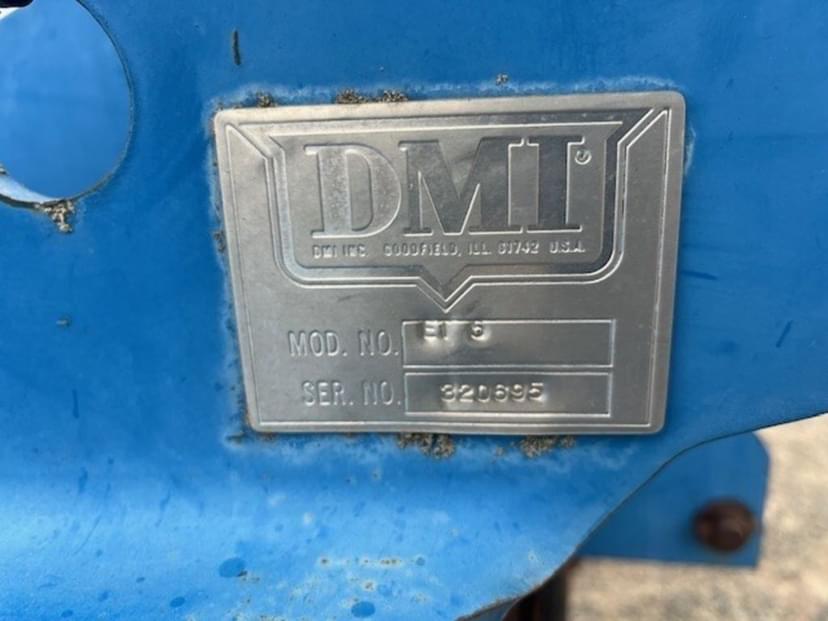 DMI®
DMI INC. GOODFIELD, ILL. 61742 U.S.A.
MOD. NO.
SER. NO. 320695